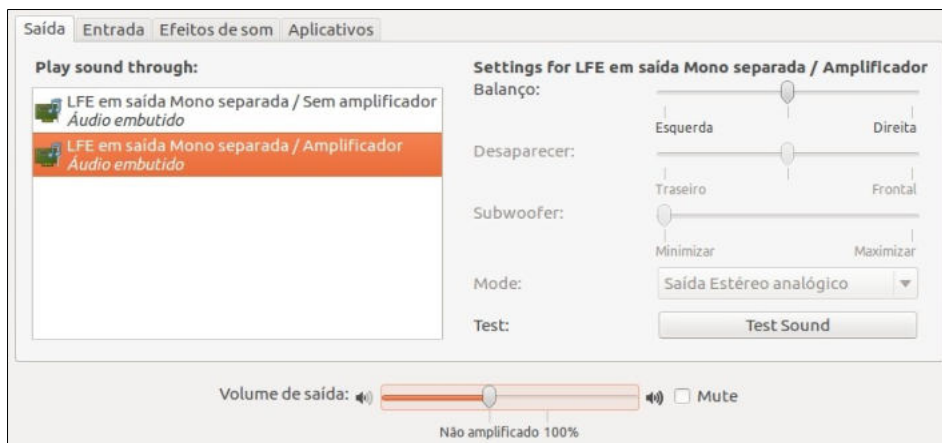 Saída Entrada Efeitos de som Aplicativos
Play sound through:
LFE em saída Mono separada / Sem amplificador
Áudio embutido
LFE em saída Mono separada / Amplificador
Áudio embutido
Settings for LFE em saída Mono separada / Amplificador
Balanço:
Esquerda Direita
Desaparecer:
Traseiro Frontal
Subwoofer:
Minimizar Maximizar
Mode: Saída Estéreo analógico
Test: Test Sound
Volume de saída: Mute
Não amplificado 100%